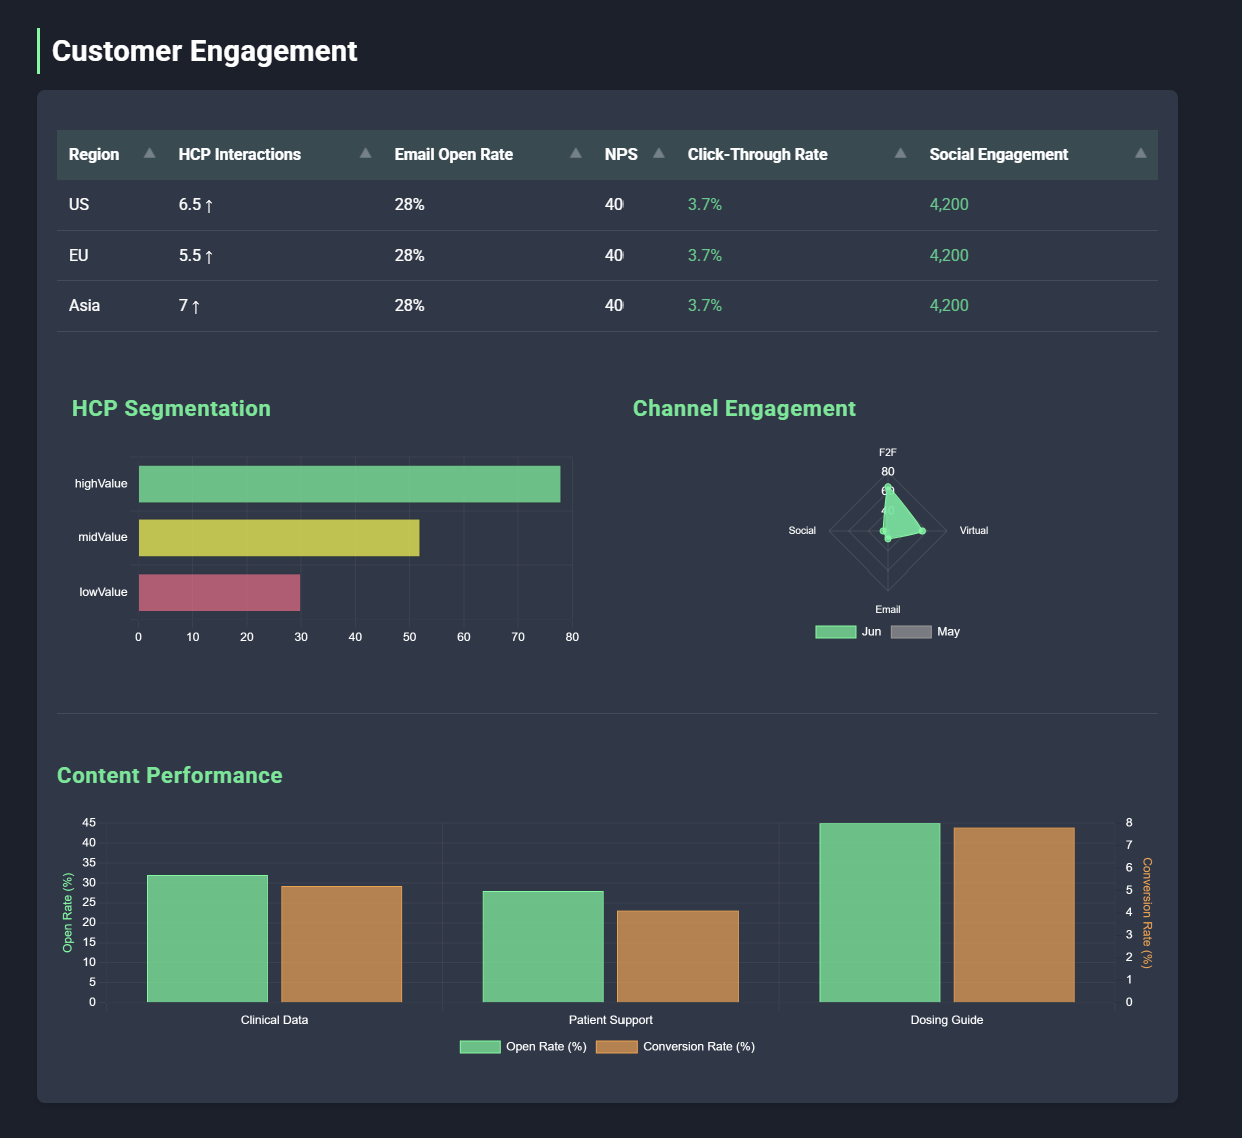 Customer Engagement
Region HCP Interactions Email Open Rate NPS Click-Through Rate Social Engagement
US 6.5 ↑ 28% 40 3.7% 4,200
EU 5.5 ↑ 28% 40 3.7% 4,200
Asia 7 ↑ 28% 40 3.7% 4,200
HCP Segmentation
highValue
midValue
lowValue
0 10 20 30 40 50 60 70 80
Channel Engagement
F2F
80
60
40
Social Virtual
Email
Jun May
Content Performance
Open Rate (%)
45
40
35
30
25
20
15
10
5
0
8
7
6
5
4
3
2
1
0
Conversion Rate (%)
Clinical Data Patient Support Dosing Guide
Open Rate (%) Conversion Rate (%)